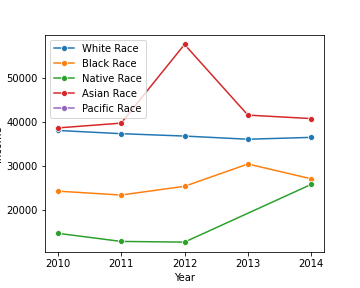 White Race
Black Race
Native Race
Asian Race
Pacific Race
50000
40000
30000
20000
2010
2011
2012
2013
2014
Year